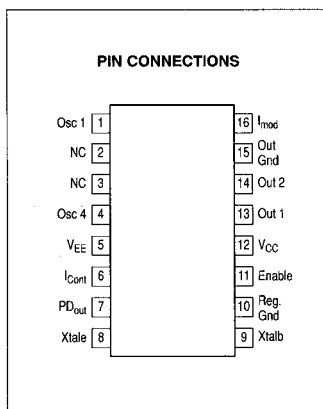 PIN CONNECTIONS
Osc 1 1
NC 2
NC 3
Osc 4 4
VEE 5
ICont 6
PDout 7
Xtale 8
16 Imod
15 Out Gnd
14 Out 2
13 Out 1
12 VCC
11 Enable
10 Reg. Gnd
9 Xtalb